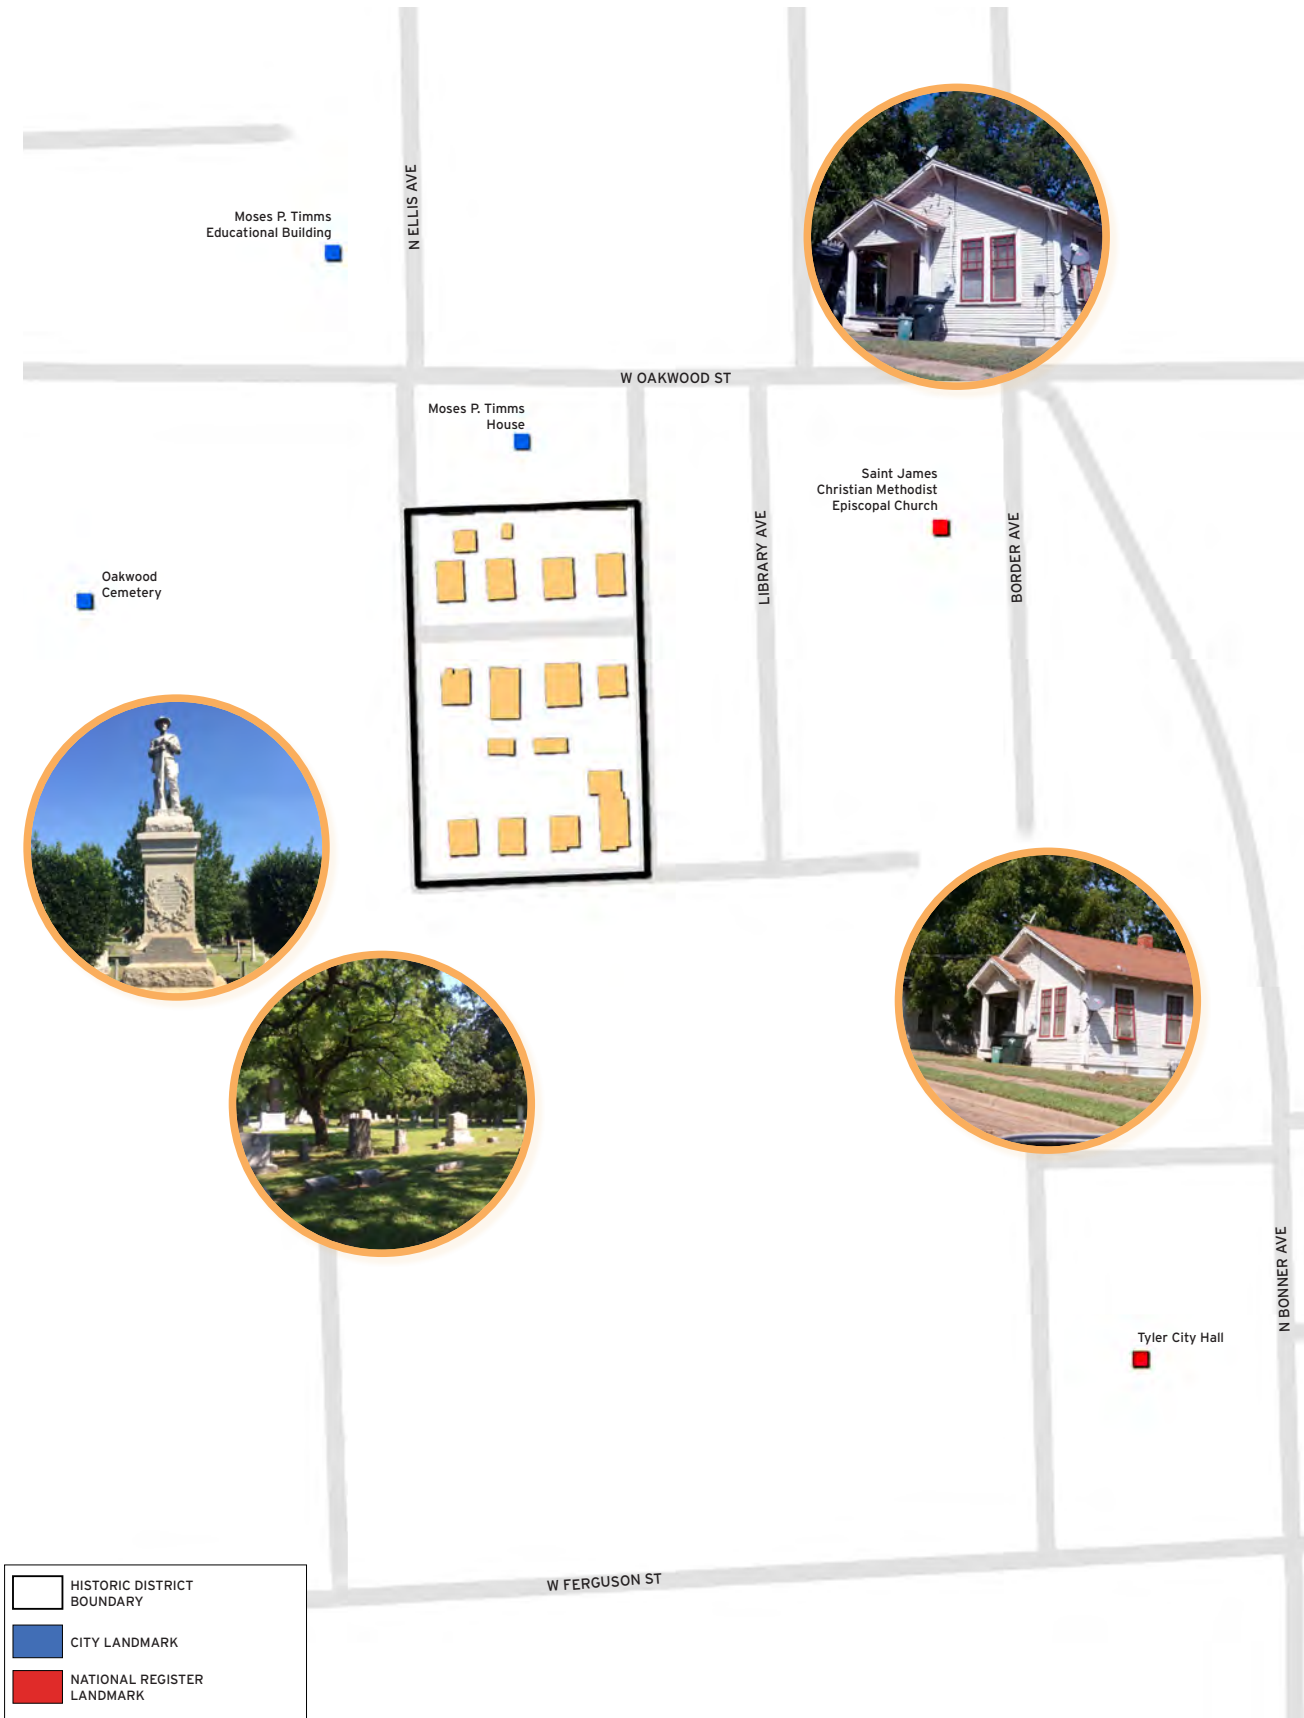 N ELLIS AVE
Moses P. Timms
Educational Building
W OAKWOOD ST
Moses P. Timms
House
Saint James
Christian Methodist
Episcopal Church
LIBRARY AVE
BORDER AVE
Oakwood
Cemetery
N BONNER AVE
Tyler City Hall
W FERGUSON ST
HISTORIC DISTRICT
BOUNDARY
CITY LANDMARK
NATIONAL REGISTER
LANDMARK